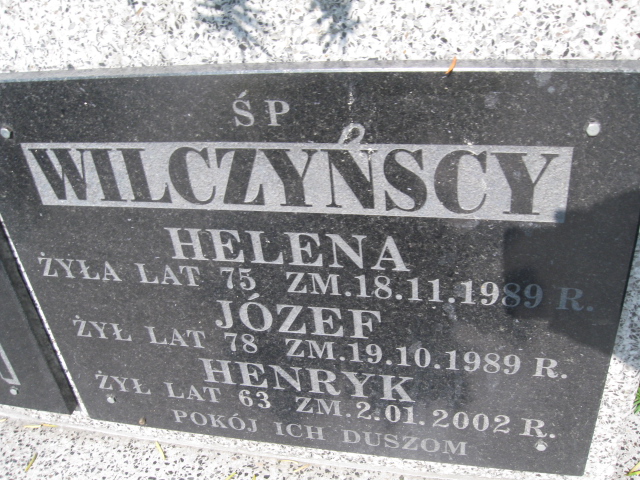 ŚP
WILCZYŃSCY
HELENA
ŻYŁA LAT 75 ZM.18.11.1989 R.
JÓZEF
ŻYŁ LAT 78 ZM.19.10.1989 R.
HENRYK
ŻYŁ LAT 63 ZM.2.01.2002 R.
POKÓJ ICH DUSZOM